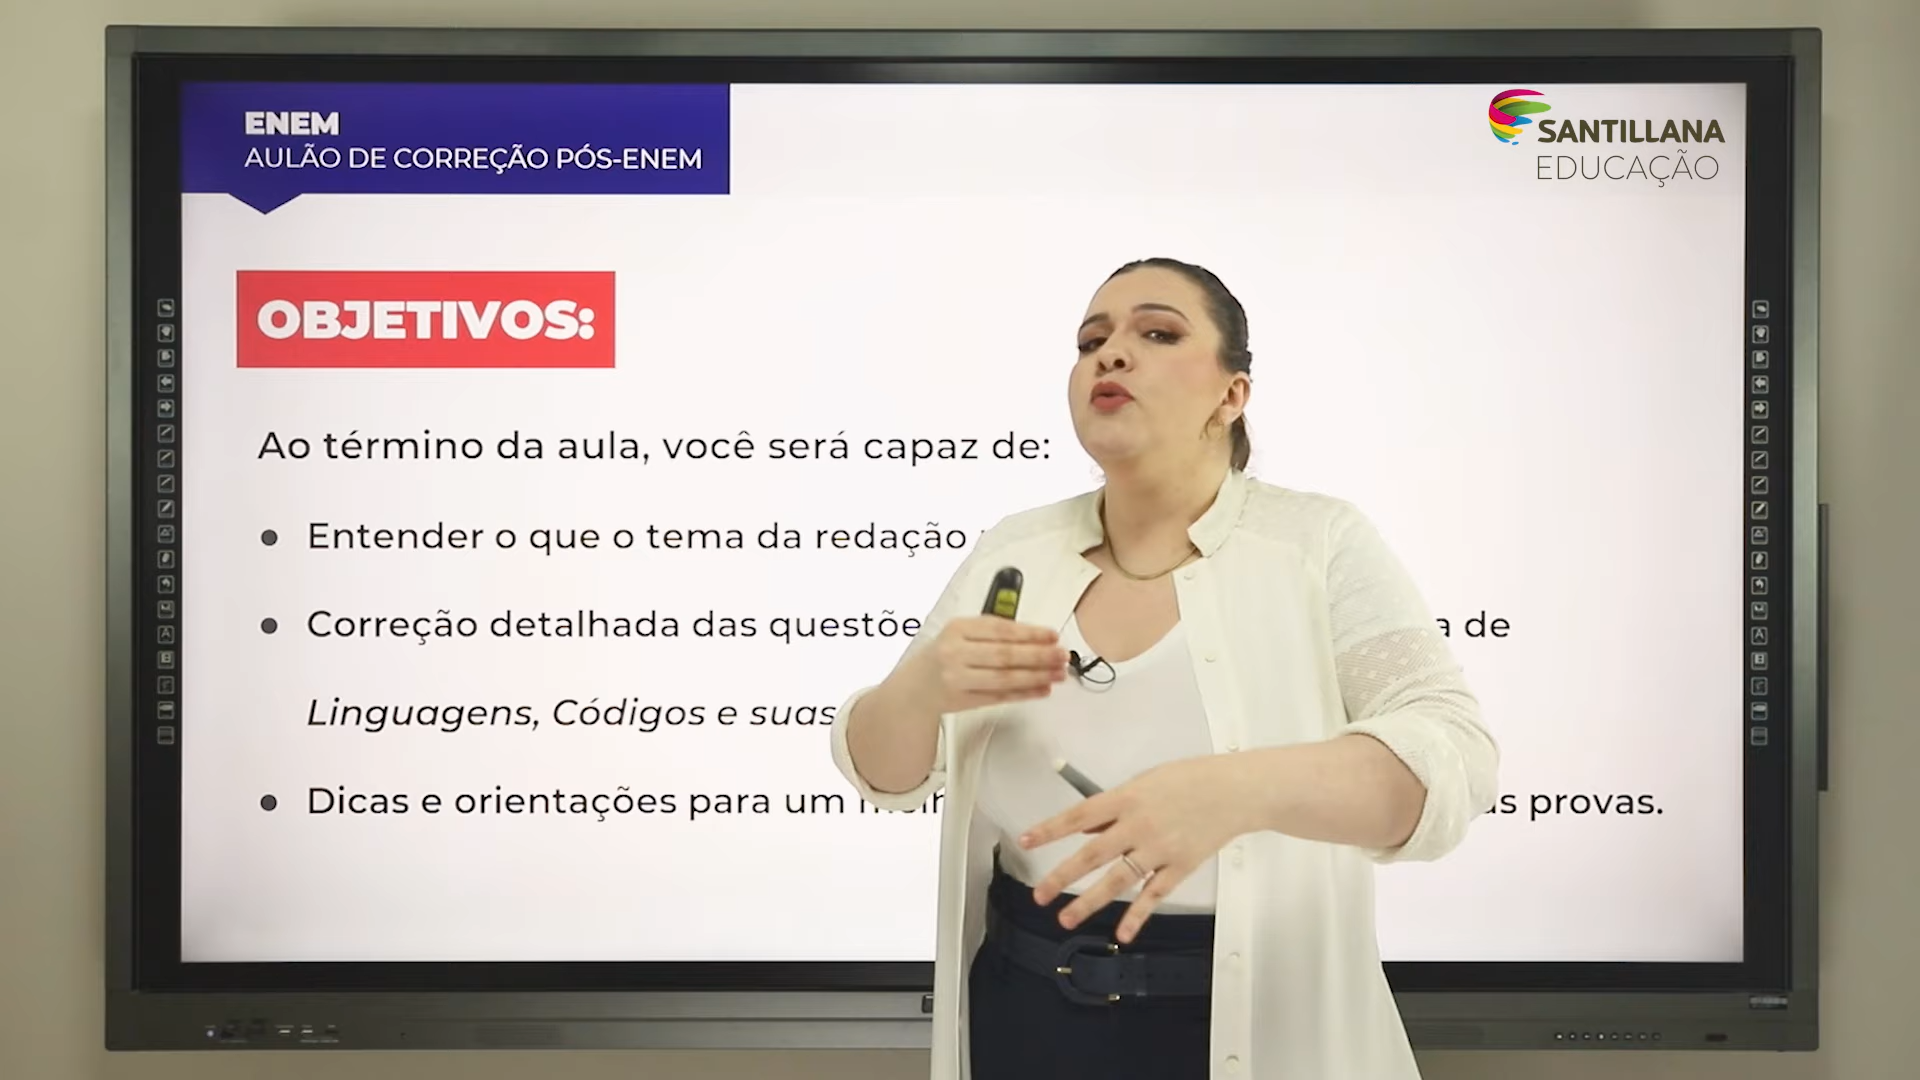 ENEM
AULÃO DE CORREÇÃO PÓS-ENEM
SANTILLANA
EDUCAÇÃO
OBJETIVOS:
Ao término da aula, você será capaz de:
● Entender o que o tema da redação
● Correção detalhada das questõe a de
Linguagens, Códigos e suas
● Dicas e orientações para um as provas.